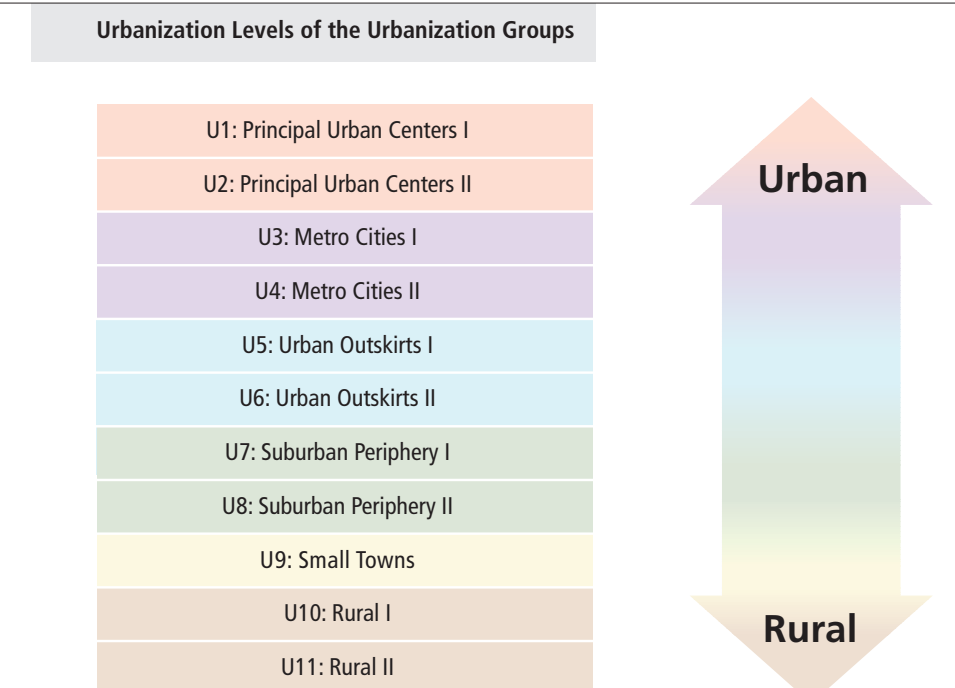 Urbanization Levels of the Urbanization Groups
U1: Principal Urban Centers I
U2: Principal Urban Centers II
U3: Metro Cities I
U4: Metro Cities II
U5: Urban Outskirts I
U6: Urban Outskirts II
U7: Suburban Periphery I
U8: Suburban Periphery II
U9: Small Towns
U10: Rural I
U11: Rural II
Urban
Rural